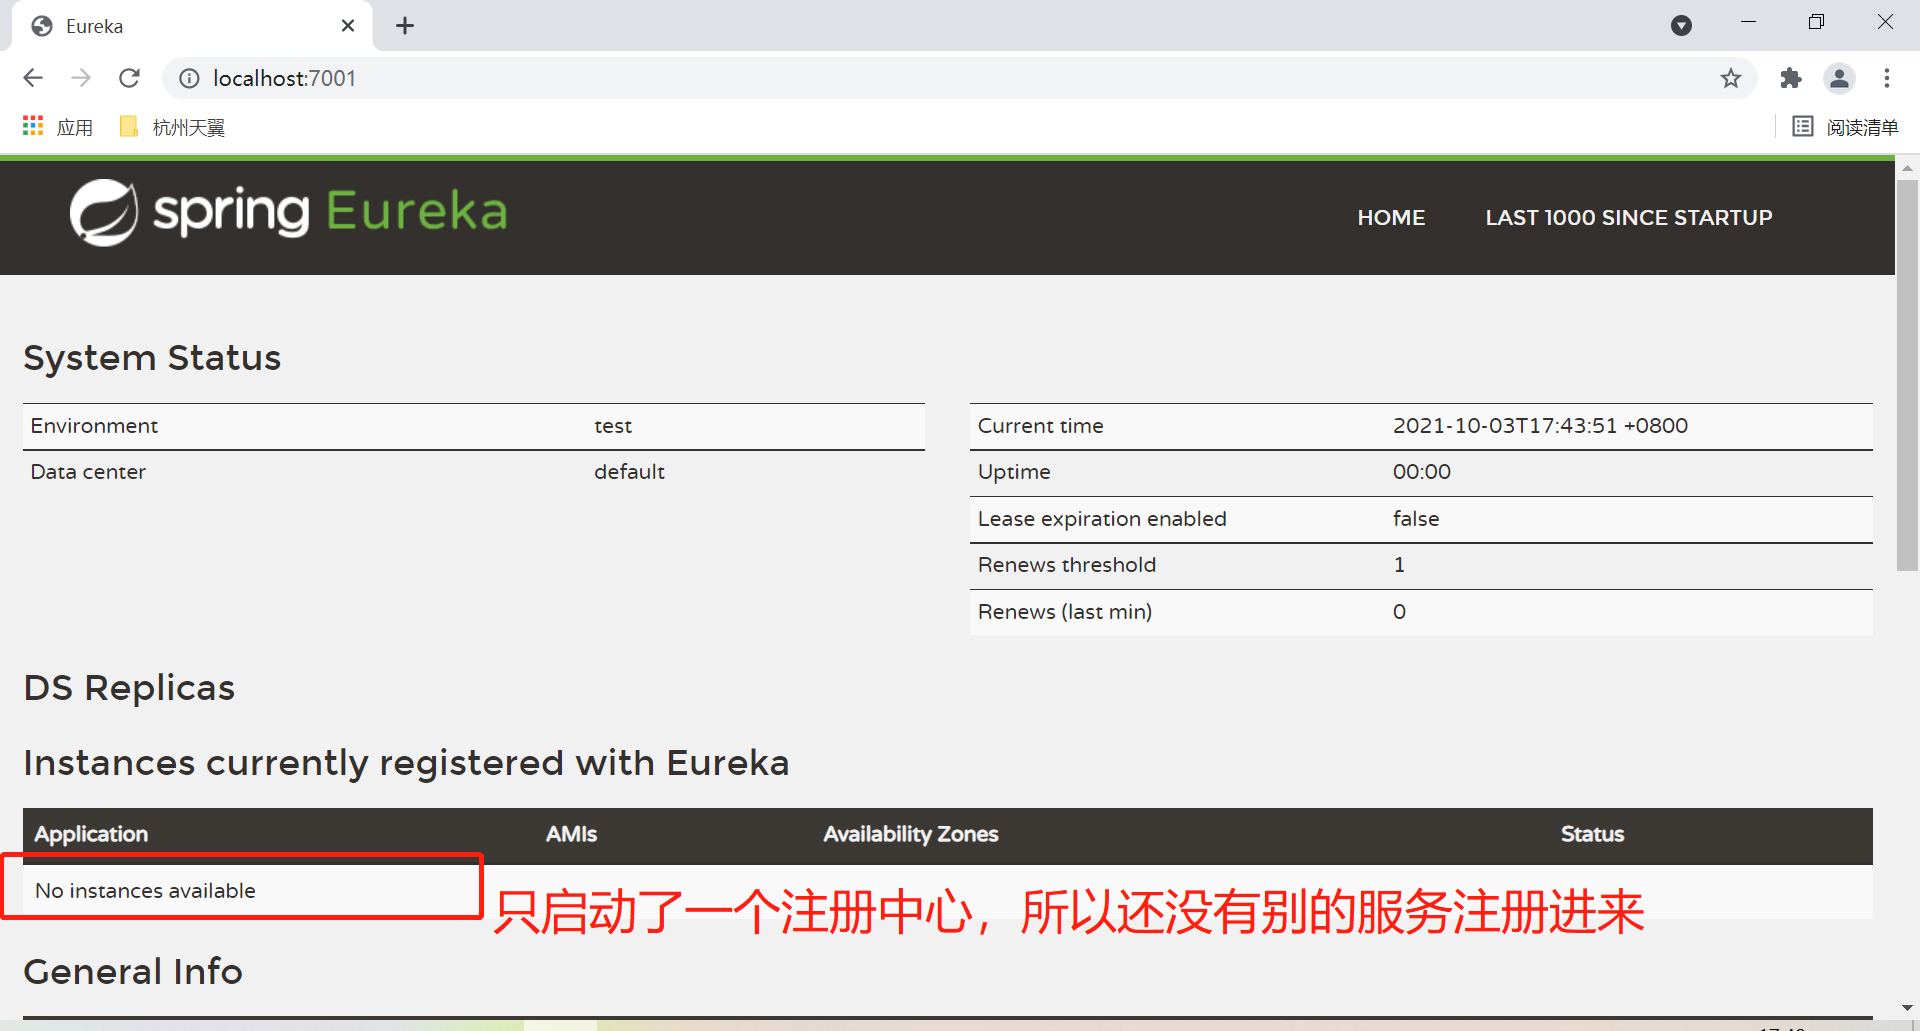 Eureka
localhost:7001
应用 杭州天翼 阅读清单
spring Eureka HOME LAST 1000 SINCE STARTUP
System Status
Environment test
Data center default
Current time 2021-10-03T17:43:51 +0800
Uptime 00:00
Lease expiration enabled false
Renews threshold 1
Renews (last min) 0
DS Replicas
Instances currently registered with Eureka
Application AMIs Availability Zones Status
No instances available
只启动了一个注册中心，所以还没有别的服务注册进来
General Info